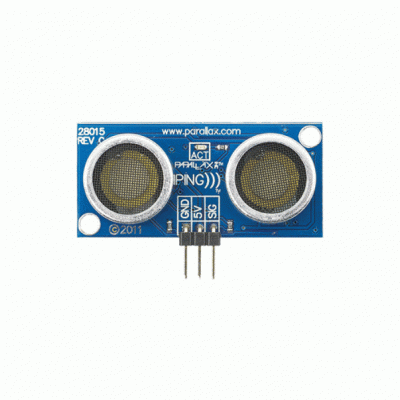 www.parallax.com
28015
REV C
ACT
PARALLAX
PING)))
GND
5V
SIG
©2011